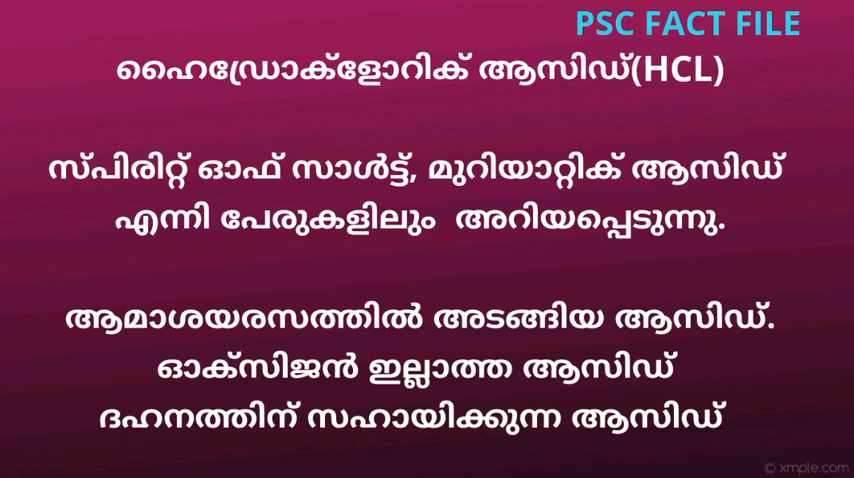 PSC FACT FILE
ഹൈഡ്രോക്ളോറിക് ആസിഡ്(HCL)
സ്പിരിറ്റ് ഓഫ് സാൾട്ട്, മുറിയാറ്റിക് ആസിഡ്
എന്നി പേരുകളിലും അറിയപ്പെടുന്നു.
ആമാശയരസത്തിൽ അടങ്ങിയ ആസിഡ്.
ഓക്സിജൻ ഇല്ലാത്ത ആസിഡ്
ദഹനത്തിന് സഹായിക്കുന്ന ആസിഡ്
© xmple.com